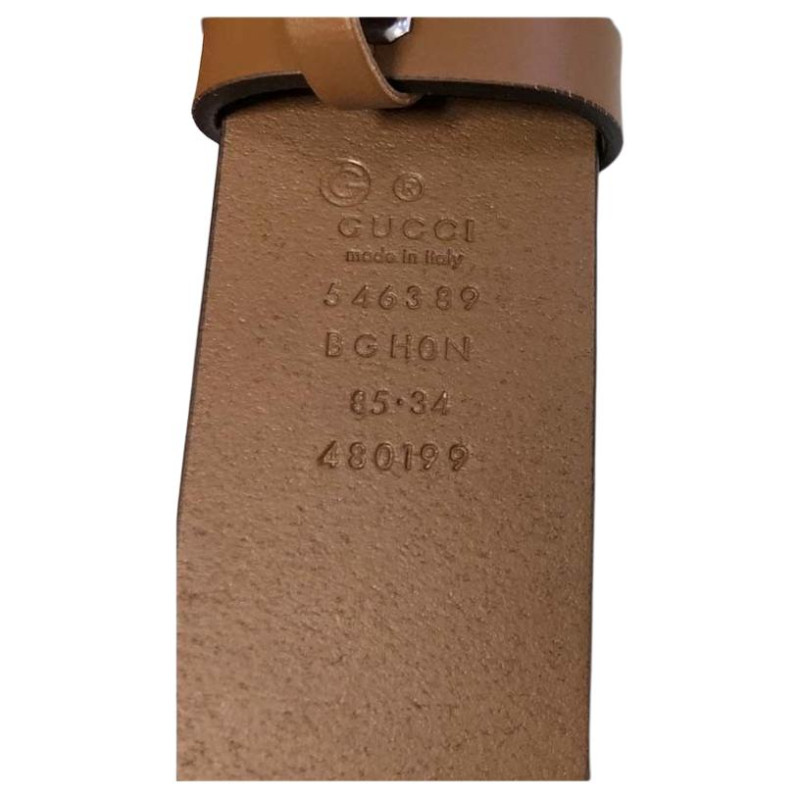 G ®
GUCCI
made in Italy
546389
BGH0N
85·34
480199